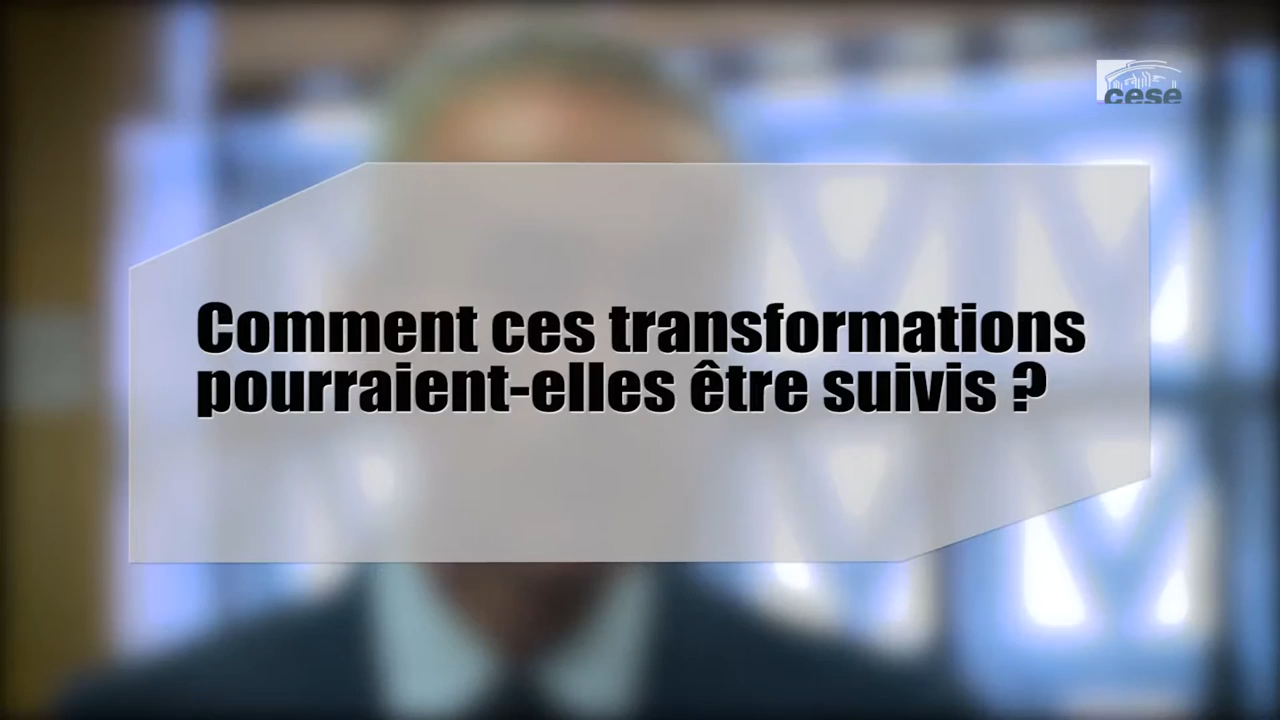 cese
Comment ces transformations
pourraient-elles être suivis ?